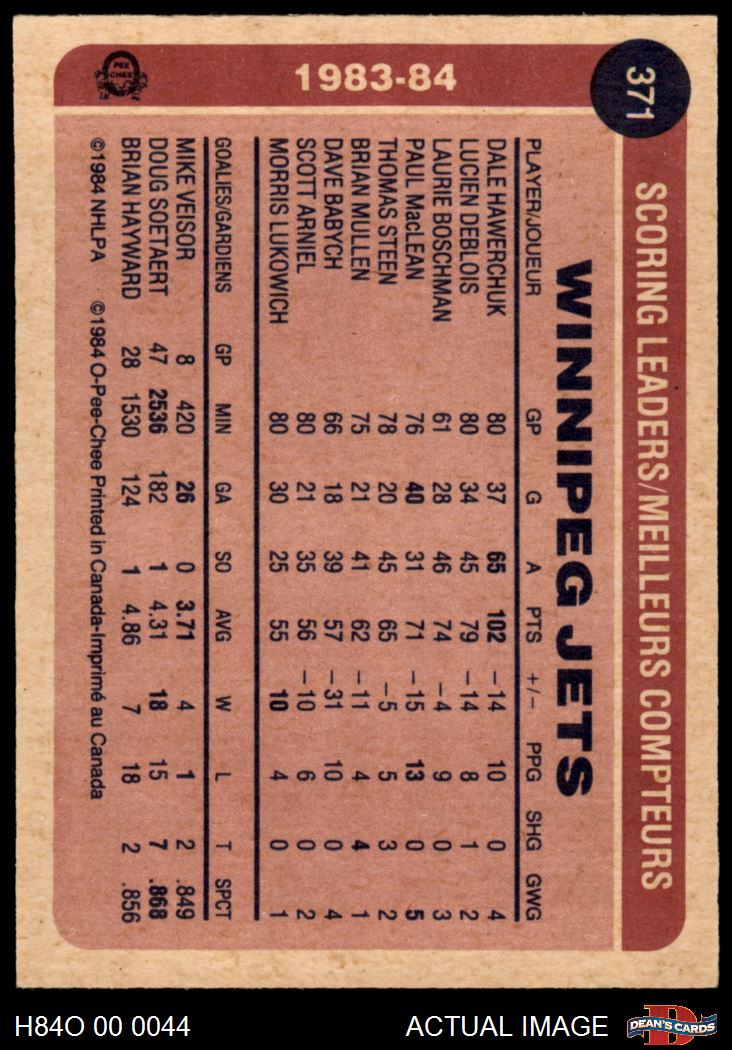 371
SCORING LEADERS/MEILLEURS COMPTEURS
1983-84
PEE
CHEE
WINNIPEG JETS
PLAYER/JOUEUR GP G A PTS +/– PPG SHG GWG
DALE HAWERCHUK 80 37 65 102 –14 10 0 4
LUCIEN DEBLOIS 80 34 45 79 –14 8 1 2
LAURIE BOSCHMAN 61 28 46 74 –4 9 0 3
PAUL MacLEAN 76 40 31 71 –15 13 0 5
THOMAS STEEN 78 20 45 65 –5 5 3 2
BRIAN MULLEN 75 21 41 62 –11 4 4 1
DAVE BABYCH 66 18 39 57 –31 10 0 4
SCOTT ARNIEL 80 21 35 56 –10 6 0 2
MORRIS LUKOWICH 80 30 25 55 10 4 0 1
GOALIES/GARDIENS GP MIN GA SO AVG W L T SPCT
MIKE VEISOR 8 420 26 0 3.71 4 1 2 .849
DOUG SOETAERT 47 2536 182 1 4.31 18 15 7 .868
BRIAN HAYWARD 28 1530 124 1 4.86 7 18 2 .856
©1984 NHLPA ©1984 O-Pee-Chee Printed in Canada-Imprimé au Canada
H84O 00 0044 ACTUAL IMAGE DEAN'S CARDS